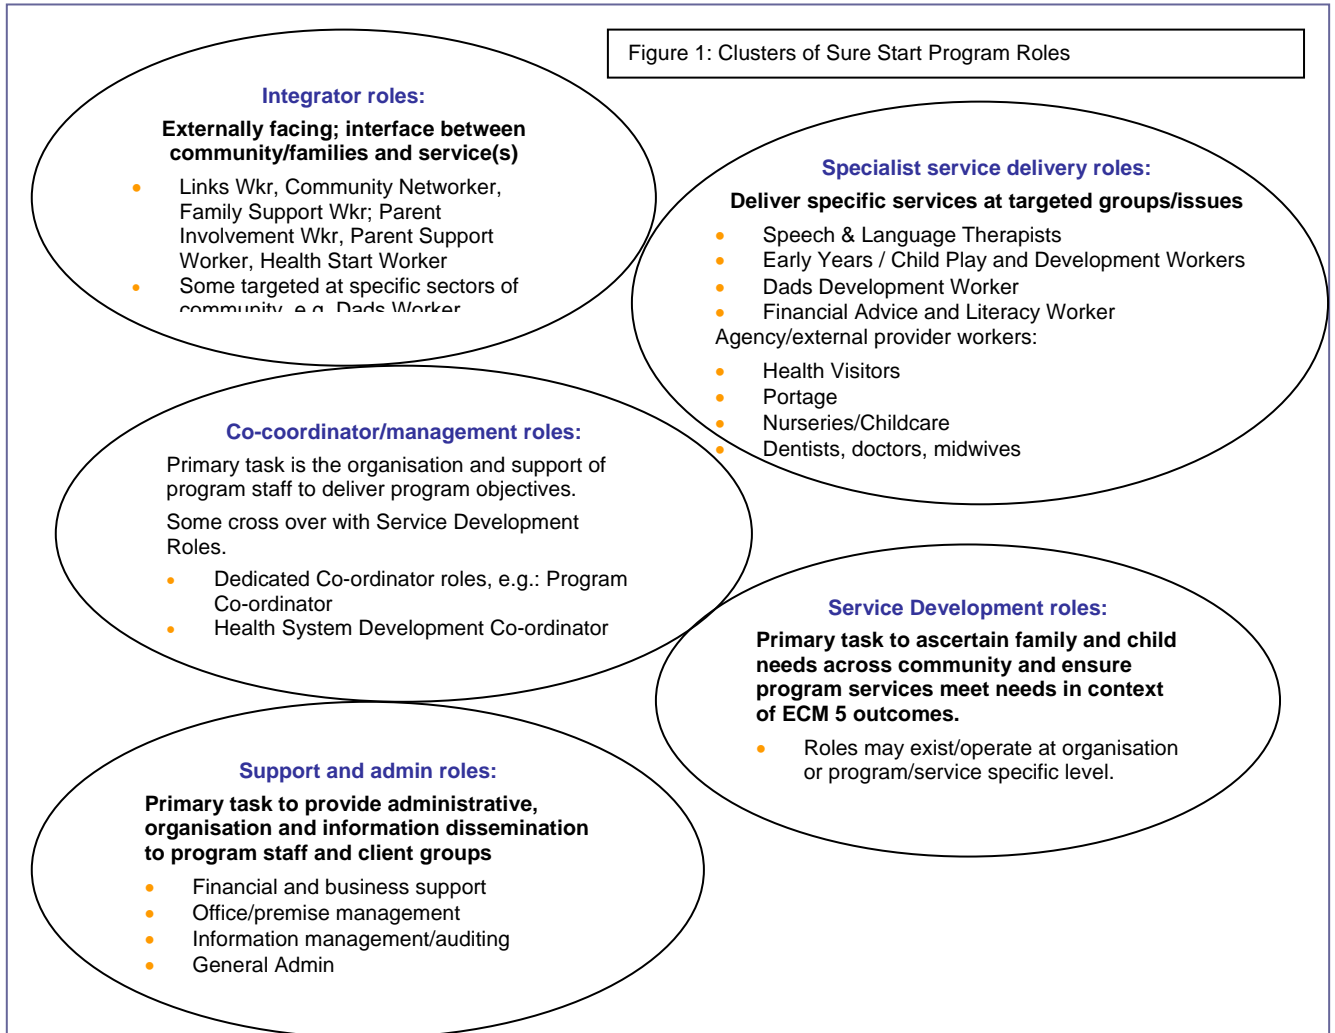 Figure 1: Clusters of Sure Start Program Roles
Integrator roles:
Externally facing; interface between
community/families and service(s)
• Links Wkr, Community Networker,
Family Support Wkr; Parent
Involvement Wkr, Parent Support
Worker, Health Start Worker
• Some targeted at specific sectors of
community, e.g. Dads Worker
Specialist service delivery roles:
Deliver specific services at targeted groups/issues
• Speech & Language Therapists
• Early Years / Child Play and Development Workers
• Dads Development Worker
• Financial Advice and Literacy Worker
Agency/external provider workers:
• Health Visitors
• Portage
• Nurseries/Childcare
• Dentists, doctors, midwives
Co-coordinator/management roles:
Primary task is the organisation and support of
program staff to deliver program objectives.
Some cross over with Service Development
Roles.
• Dedicated Co-ordinator roles, e.g.: Program
Co-ordinator
• Health System Development Co-ordinator
Service Development roles:
Primary task to ascertain family and child
needs across community and ensure
program services meet needs in context
of ECM 5 outcomes.
• Roles may exist/operate at organisation
or program/service specific level.
Support and admin roles:
Primary task to provide administrative,
organisation and information dissemination
to program staff and client groups
• Financial and business support
• Office/premise management
• Information management/auditing
• General Admin